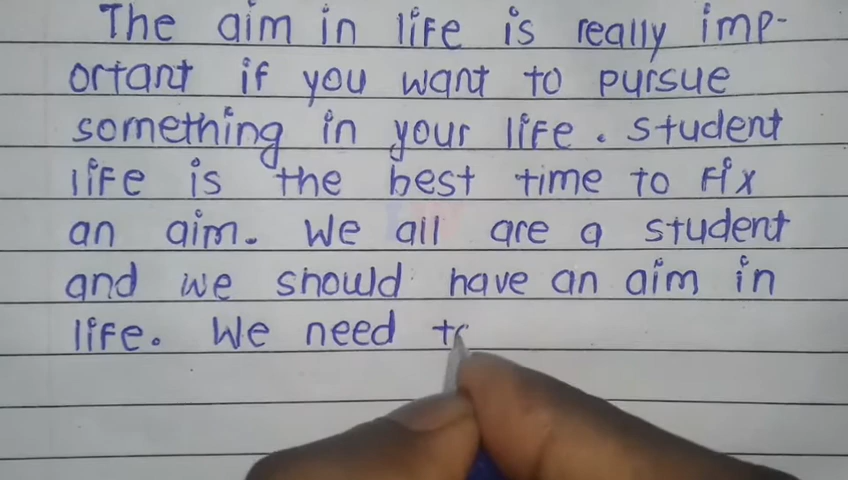 The aim in life is really imp-
ortant if you want to pursue
something in your life. Student
life is the best time to fix
an aim. We all are a student
and we should have an aim in
life. We need to